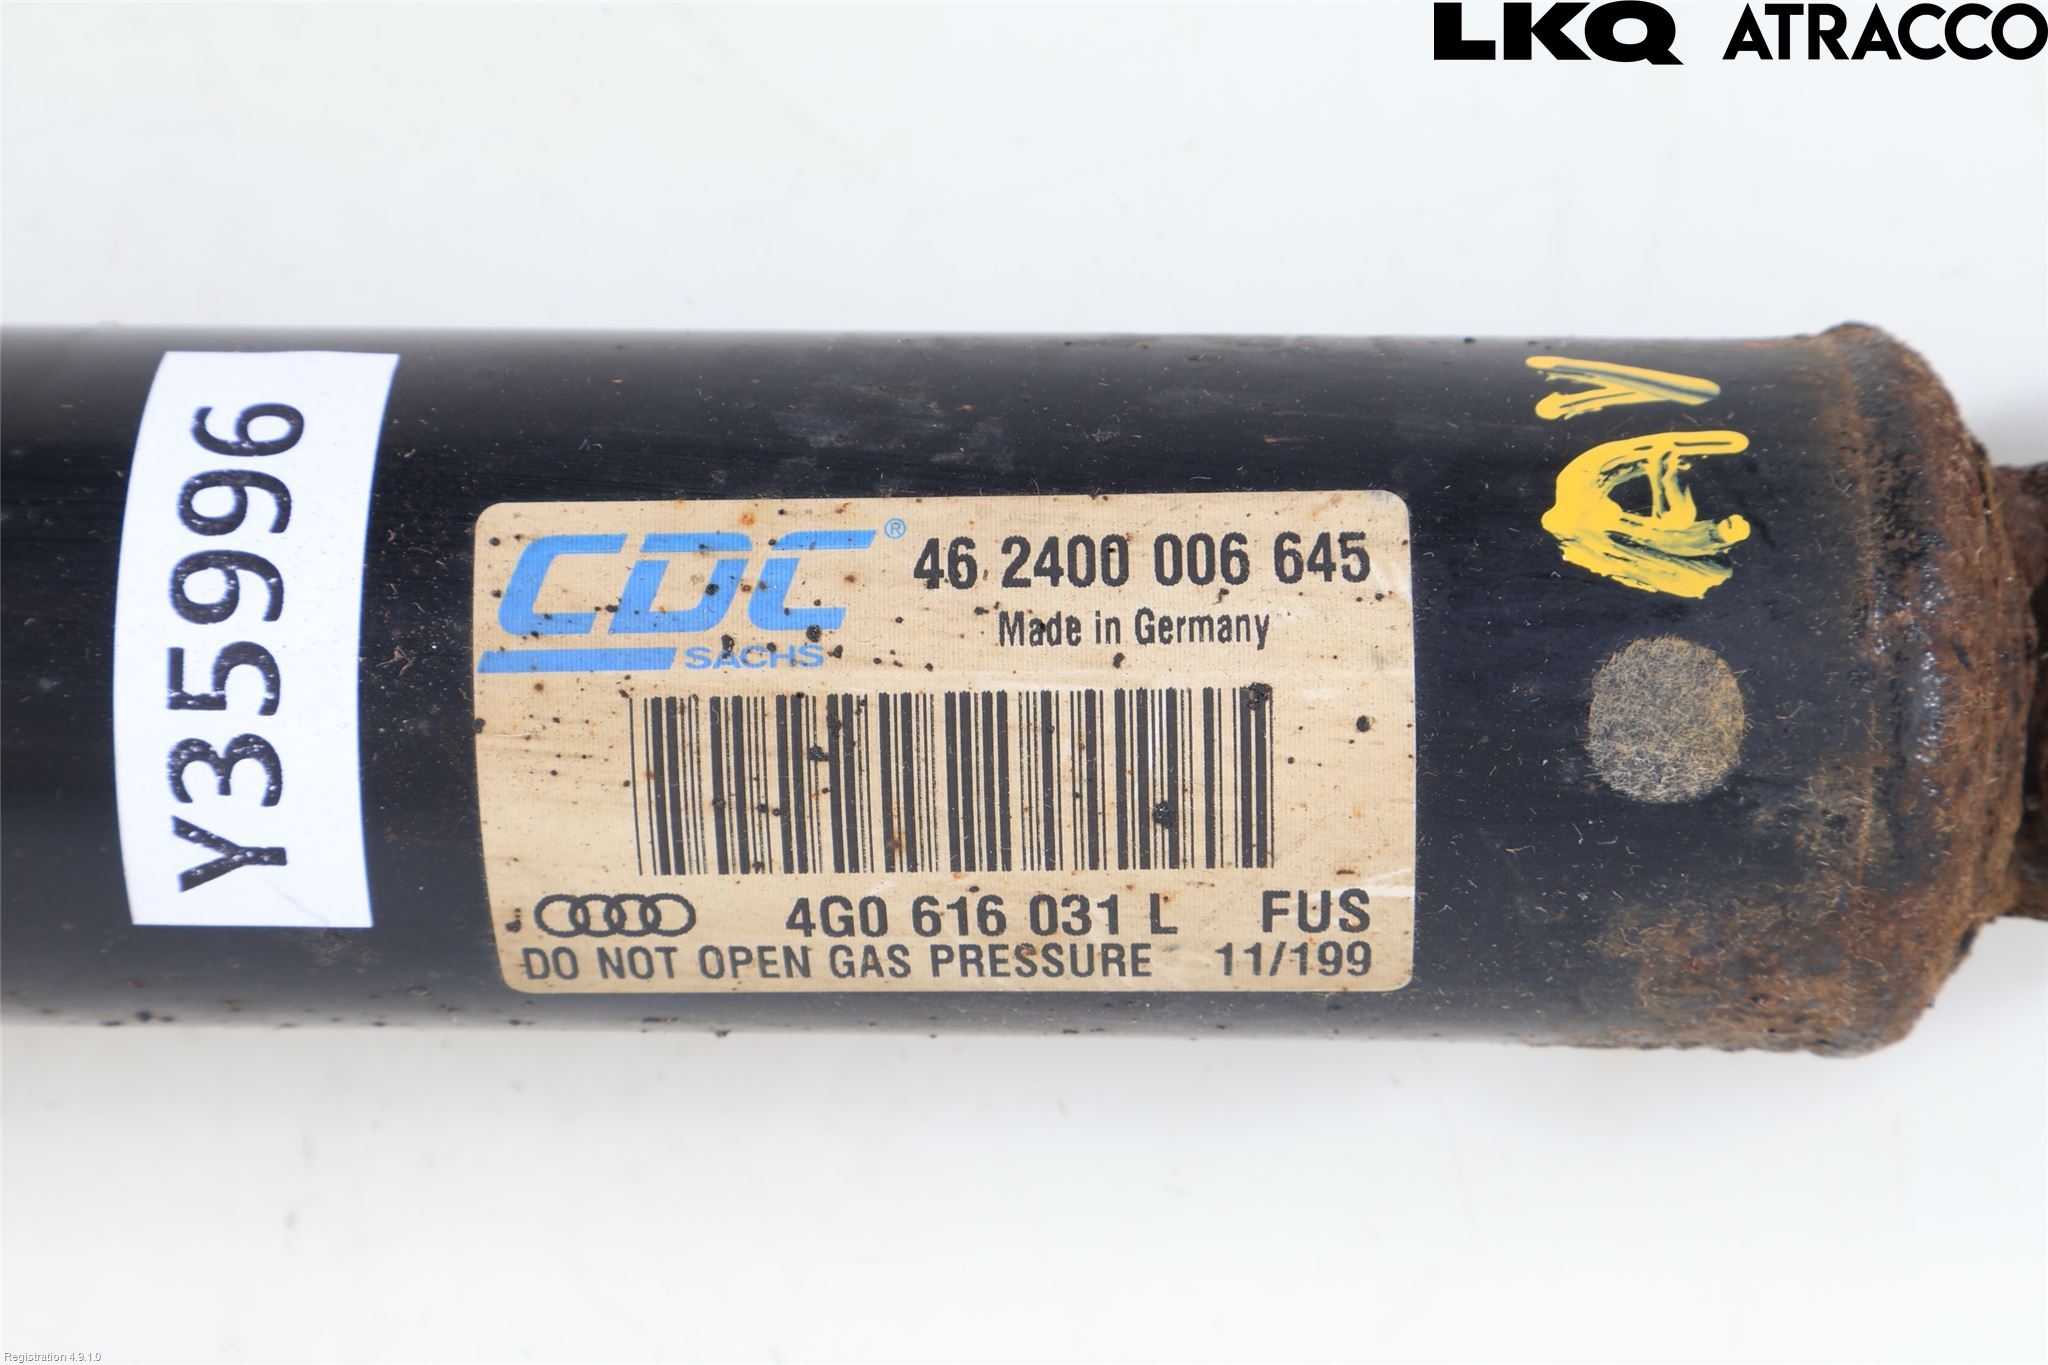 LKQ ATRACCO
Y35996
AV
CDC®
SACHS
46 2400 006 645
Made in Germany
4G0 616 031 L FUS
DO NOT OPEN GAS PRESSURE 11/199
Registration 4.9.1.0